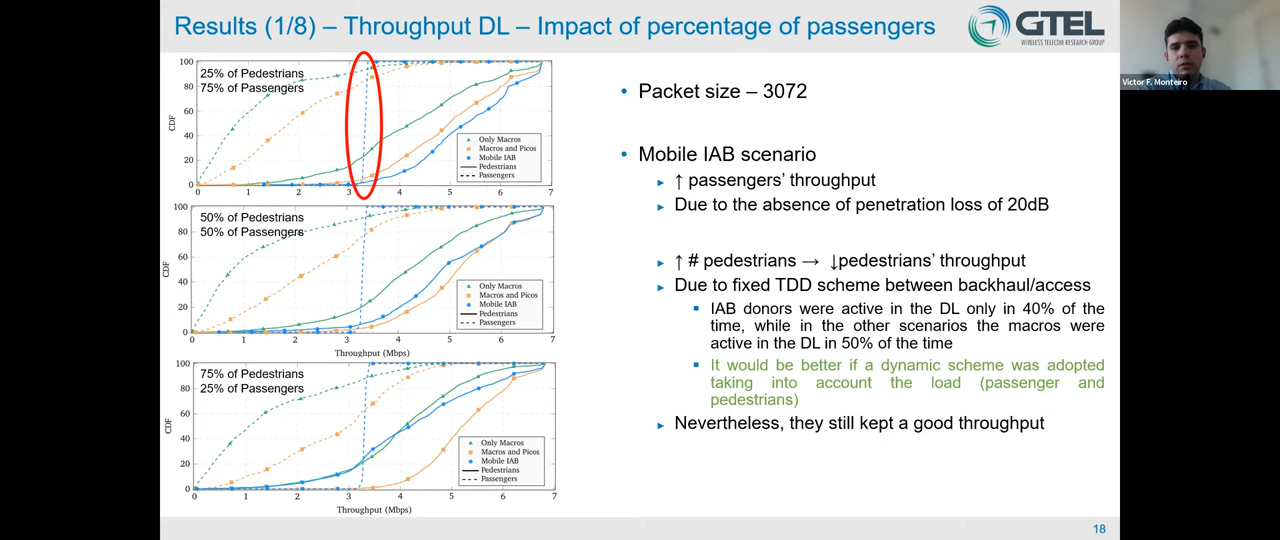 Results (1/8) – Throughput DL – Impact of percentage of passengers
GTEL
WIRELESS TELECOM RESEARCH GROUP
Victor F. Monteiro
25% of Pedestrians
75% of Passengers
100
80
60
40
20
0
CDF
0 1 2 3 4 5 6 7
Only Macros
Macros and Picos
Mobile IAB
Pedestrians
Passengers
50% of Pedestrians
50% of Passengers
100
80
60
40
20
0
CDF
0 1 2 3 4 5 6 7
Throughput (Mbps)
Only Macros
Macros and Picos
Mobile IAB
Pedestrians
Passengers
75% of Pedestrians
25% of Passengers
100
80
60
40
20
0
CDF
0 1 2 3 4 5 6 7
Throughput (Mbps)
Only Macros
Macros and Picos
Mobile IAB
Pedestrians
Passengers
• Packet size – 3072
• Mobile IAB scenario
► ↑ passengers' throughput
► Due to the absence of penetration loss of 20dB
► ↑ # pedestrians → ↓pedestrians' throughput
► Due to fixed TDD scheme between backhaul/access
▪ IAB donors were active in the DL only in 40% of the
time, while in the other scenarios the macros were
active in the DL in 50% of the time
▪ It would be better if a dynamic scheme was adopted
taking into account the load (passenger and
pedestrians)
► Nevertheless, they still kept a good throughput
18